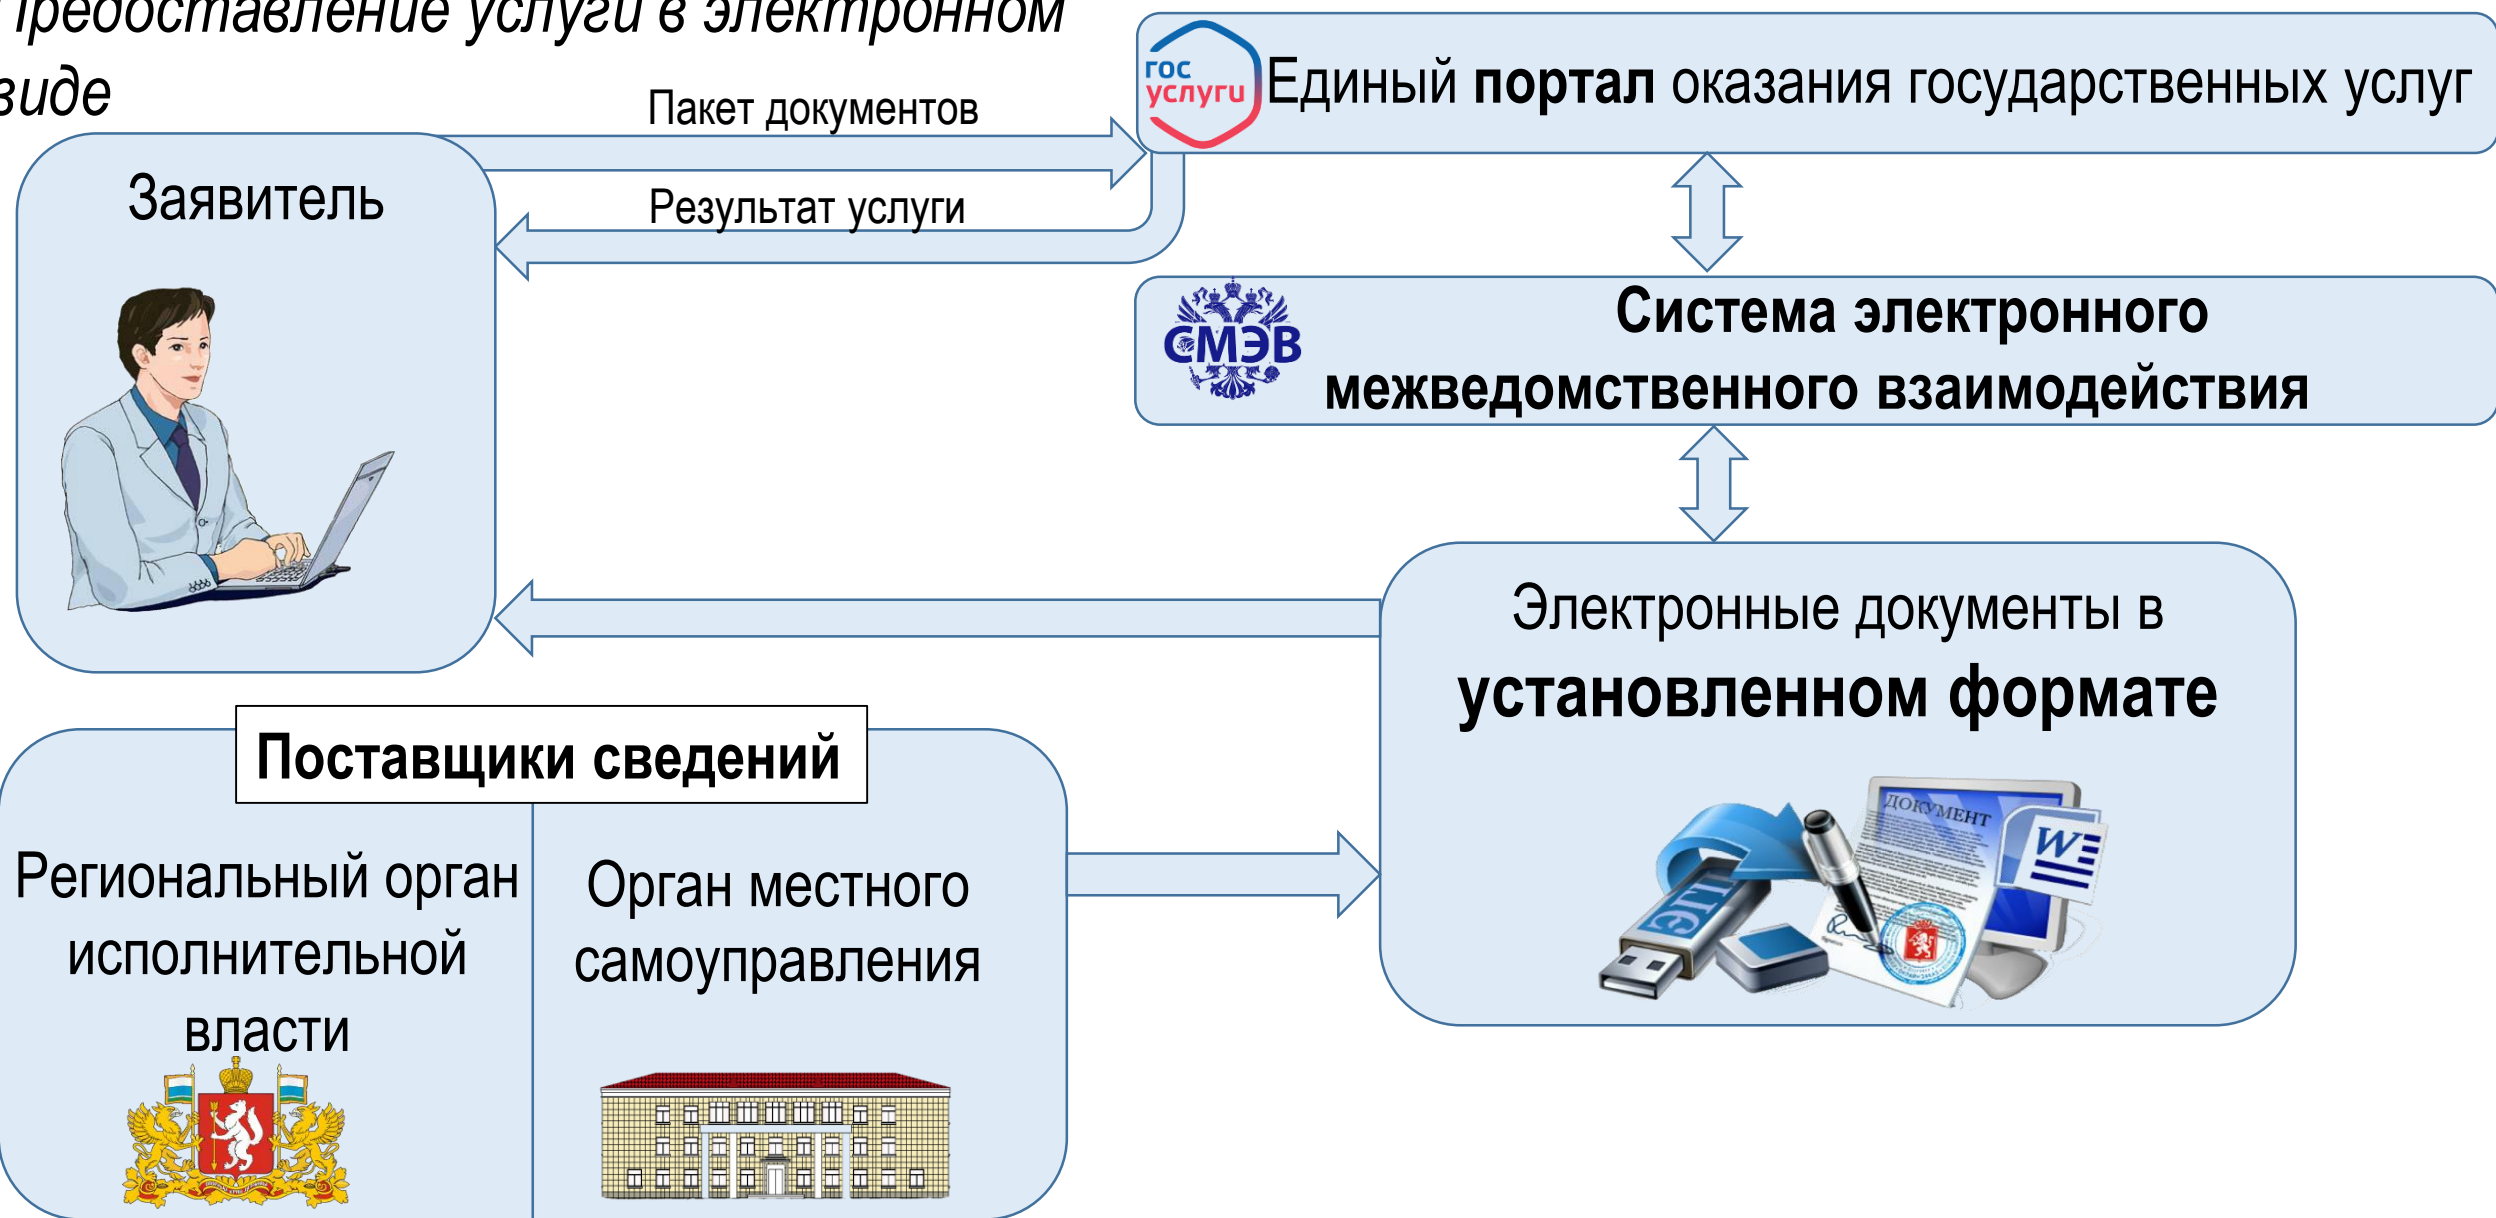 Предоставление услуги в электронном
виде
Пакет документов
Результат услуги
Заявитель
гос
услуги
Единый портал оказания государственных услуг
СМЭВ
Система электронного
межведомственного взаимодействия
Электронные документы в
установленном формате
ДОКУМЕНТ
W
Поставщики сведений
Региональный орган
исполнительной
власти
Орган местного
самоуправления